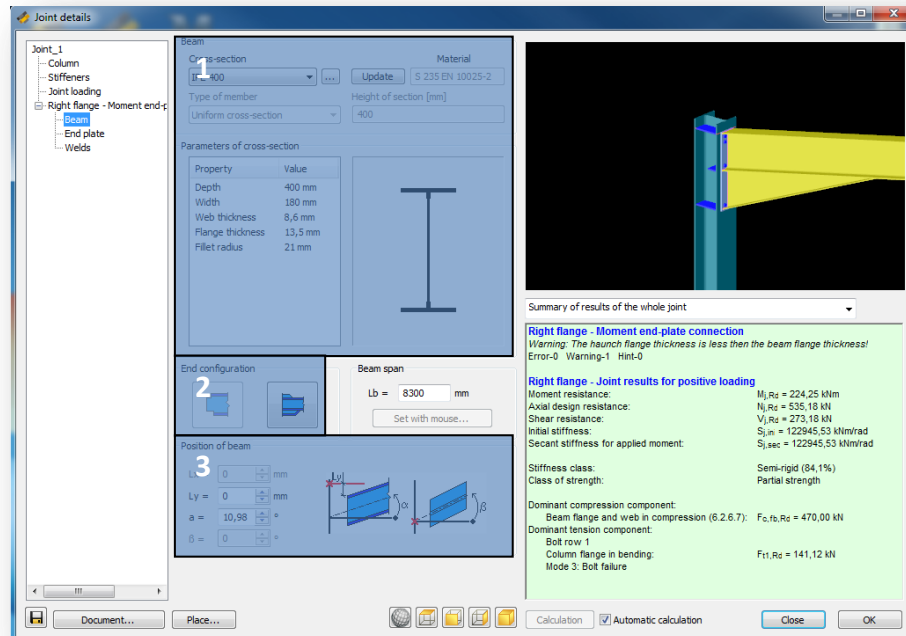 Joint details
Joint_1
Column
Stiffeners
Joint loading
Right flange - Moment end-p
Beam
End plate
Welds
Beam
1
Cross-section
Material
IPE 400
...
Update
S 235 EN 10025-2
Type of member
Height of section [mm]
Uniform cross-section
400
Parameters of cross-section
Property Value
Depth 400 mm
Width 180 mm
Web thickness 8,6 mm
Flange thickness 13,5 mm
Fillet radius 21 mm
End configuration
2
Beam span
Lb = 8300 mm
Set with mouse...
Position of beam
3
Lx = 0 mm
Ly = 0 mm
a = 10,98 °
β = 0 °
Ly
α
β
Summary of results of the whole joint
Right flange - Moment end-plate connection
Warning: The haunch flange thickness is less then the beam flange thickness!
Error-0 Warning-1 Hint-0
Right flange - Joint results for positive loading
Moment resistance: Mj,Rd = 224,25 kNm
Axial design resistance: Nj,Rd = 535,18 kN
Shear resistance: Vj,Rd = 273,18 kN
Initial stiffness: Sj,ini = 122945,53 kNm/rad
Secant stiffness for applied moment: Sj,sec = 122945,53 kNm/rad
Stiffness class: Semi-rigid (84,1%)
Class of strength: Partial strength
Dominant compression component:
Beam flange and web in compression (6.2.6.7): Fc,fb,Rd = 470,00 kN
Dominant tension component:
Bolt row 1
Column flange in bending: Ft1,Rd = 141,12 kN
Mode 3: Bolt failure
Document...
Place...
Calculation
Automatic calculation
Close
OK